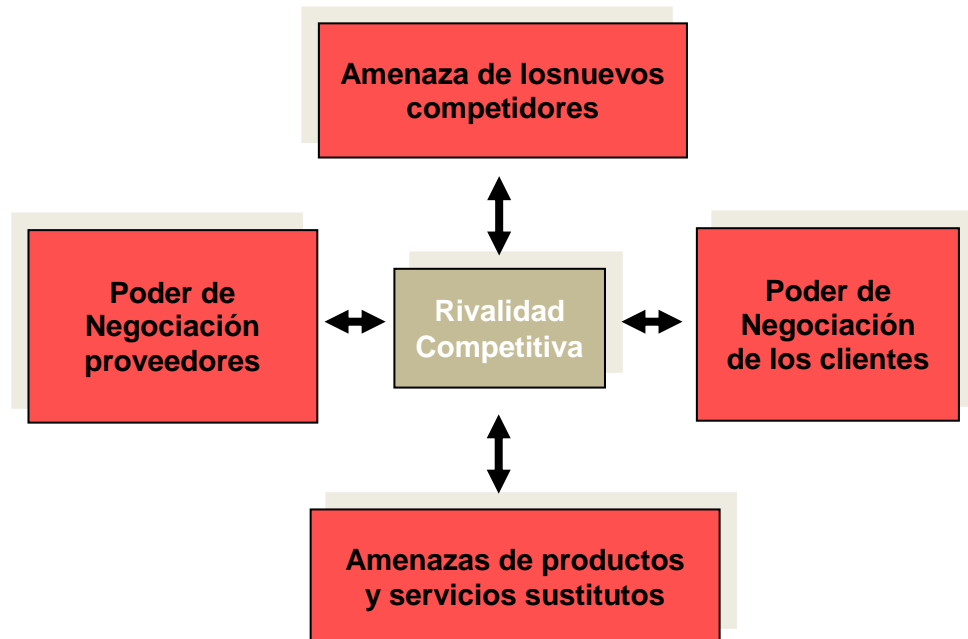 Amenaza de losnuevos
competidores
Poder de
Negociación
proveedores
Rivalidad
Competitiva
Poder de
Negociación
de los clientes
Amenazas de productos
y servicios sustitutos